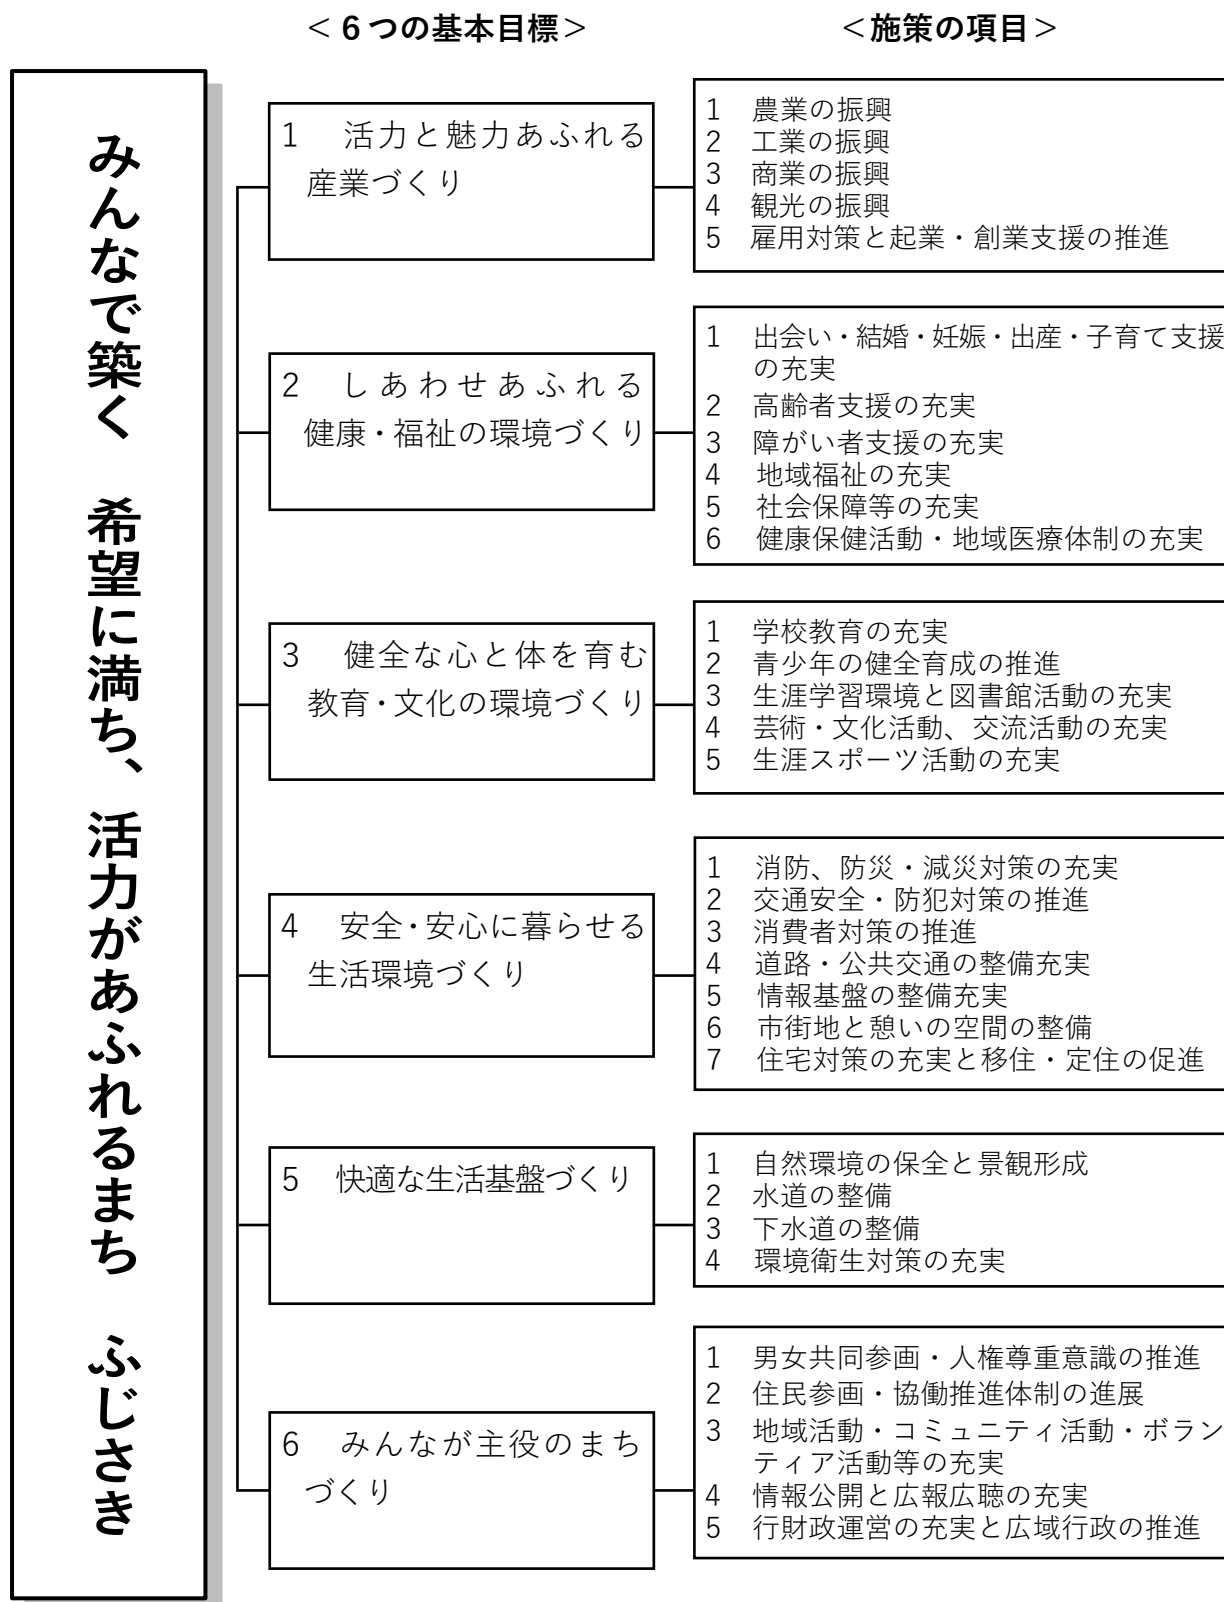 ＜６つの基本目標＞
＜施策の項目＞
みんなで築く　希望に満ち、活力があふれるまち　ふじさき
1　活力と魅力あふれる
産業づくり
1　農業の振興
2　工業の振興
3　商業の振興
4　観光の振興
5　雇用対策と起業・創業支援の推進
2　しあわせあふれる
健康・福祉の環境づくり
1　出会い・結婚・妊娠・出産・子育て支援
の充実
2　高齢者支援の充実
3　障がい者支援の充実
4　地域福祉の充実
5　社会保障等の充実
6　健康保健活動・地域医療体制の充実
3　健全な心と体を育む
教育・文化の環境づくり
1　学校教育の充実
2　青少年の健全育成の推進
3　生涯学習環境と図書館活動の充実
4　芸術・文化活動、交流活動の充実
5　生涯スポーツ活動の充実
4　安全・安心に暮らせる
生活環境づくり
1　消防、防災・減災対策の充実
2　交通安全・防犯対策の推進
3　消費者対策の推進
4　道路・公共交通の整備充実
5　情報基盤の整備充実
6　市街地と憩いの空間の整備
7　住宅対策の充実と移住・定住の促進
5　快適な生活基盤づくり
1　自然環境の保全と景観形成
2　水道の整備
3　下水道の整備
4　環境衛生対策の充実
6　みんなが主役のまち
づくり
1　男女共同参画・人権尊重意識の推進
2　住民参画・協働推進体制の進展
3　地域活動・コミュニティ活動・ボラン
ティア活動等の充実
4　情報公開と広報広聴の充実
5　行財政運営の充実と広域行政の推進